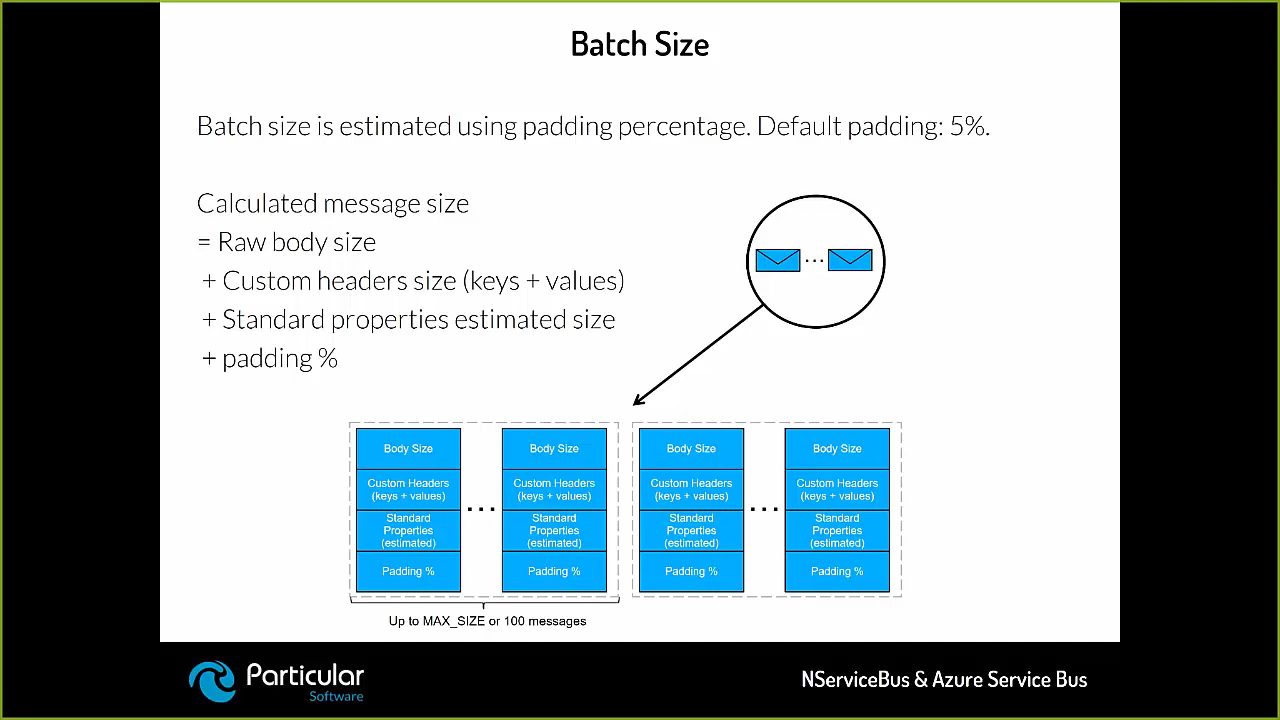 Batch Size
Batch size is estimated using padding percentage. Default padding: 5%.
Calculated message size
= Raw body size
+ Custom headers size (keys + values)
+ Standard properties estimated size
+ padding %
...
Body Size
Custom Headers
(keys + values)
Standard
Properties
(estimated)
Padding %
...
Body Size
Custom Headers
(keys + values)
Standard
Properties
(estimated)
Padding %
Body Size
Custom Headers
(keys + values)
Standard
Properties
(estimated)
Padding %
...
Body Size
Custom Headers
(keys + values)
Standard
Properties
(estimated)
Padding %
Up to MAX_SIZE or 100 messages
Particular
Software
NServiceBus & Azure Service Bus